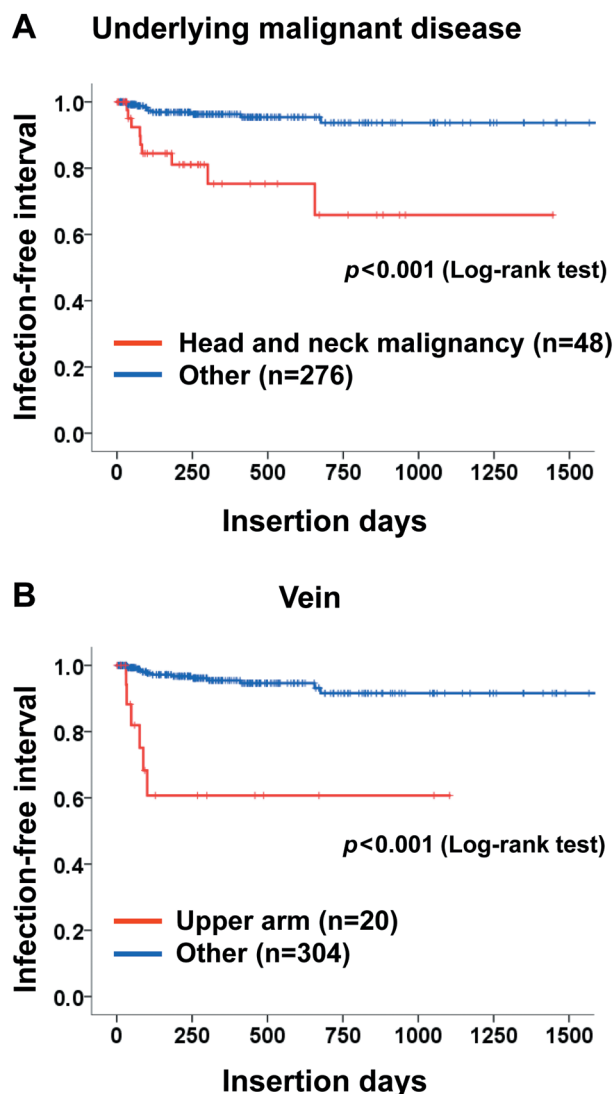 A Underlying malignant disease
Infection-free interval
1.0
0.8
0.6
0.4
0.2
0.0
p<0.001 (Log-rank test)
Head and neck malignancy (n=48)
Other (n=276)
0 250 500 750 1000 1250 1500
Insertion days
B Vein
Infection-free interval
1.0
0.8
0.6
0.4
0.2
0.0
p<0.001 (Log-rank test)
Upper arm (n=20)
Other (n=304)
0 250 500 750 1000 1250 1500
Insertion days